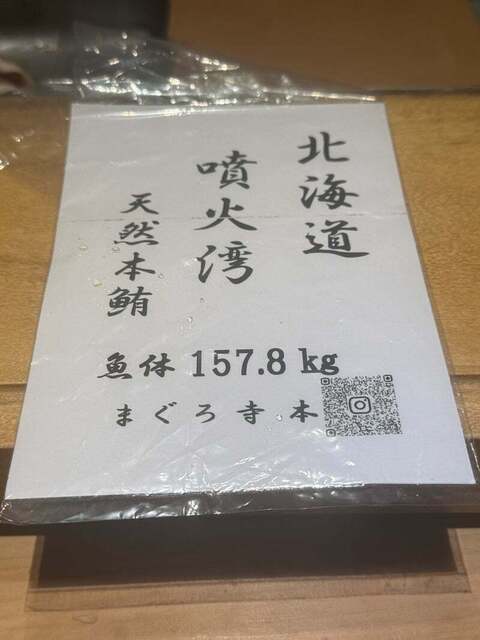 北海道
噴火湾
天然本鮪
魚体 157.8 kg
まぐろ寺本